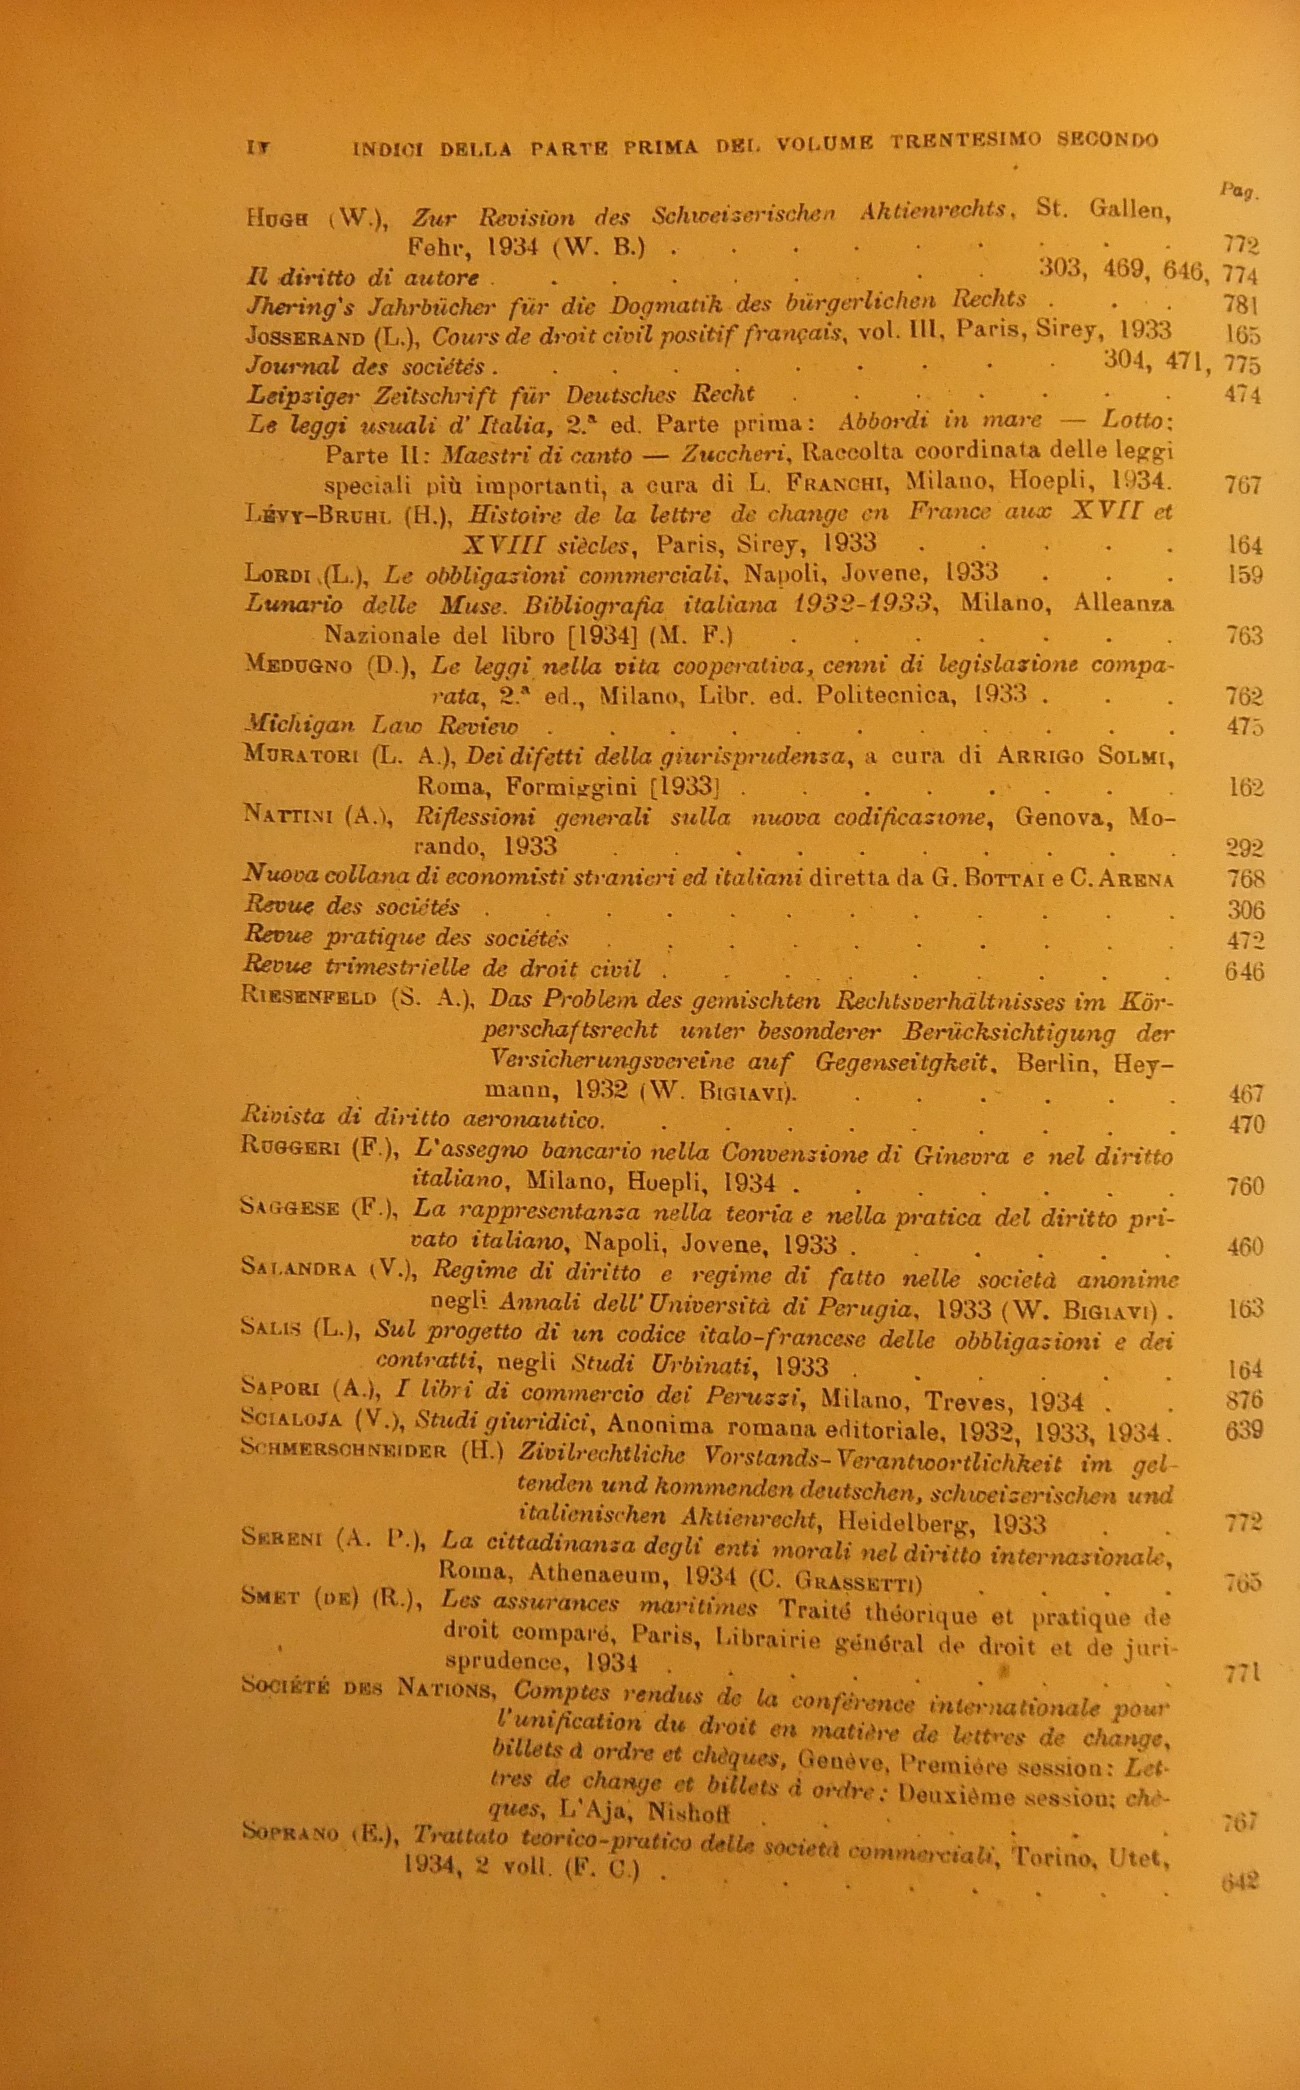 IV INDICI DELLA PARTE PRIMA DEL VOLUME TRENTESIMO SECONDO
Pag.
HUGH (W.), Zur Revision des Schweizerischen Aktienrechts, St. Gallen,
Fehr, 1934 (W. B.) . . . . . . . . . 772
Il diritto di autore . . . . . . . . . 303, 469, 646, 774
Jhering's Jahrbücher für die Dogmatik des bürgerlichen Rechts . . . 781
JOSSERAND (L.), Cours de droit civil positif français, vol. III, Paris, Sirey, 1933 165
Journal des sociétés . . . . . . . . . . 304, 471, 775
Leipziger Zeitschrift für Deutsches Recht . . . . . . . 474
Le leggi usuali d' Italia, 2.ª ed. Parte prima: Abbordi in mare — Lotto;
Parte II: Maestri di canto — Zuccheri, Raccolta coordinata delle leggi
speciali più importanti, a cura di L. FRANCHI, Milano, Hoepli, 1934. 767
LÉVY-BRUHL (H.), Histoire de la lettre de change en France aux XVII et
XVIII siècles, Paris, Sirey, 1933 . . . . . 164
LORDI (L.), Le obbligazioni commerciali, Napoli, Jovene, 1933 . . . 159
Lunario delle Muse. Bibliografia italiana 1932-1933, Milano, Alleanza
Nazionale del libro [1934] (M. F.) . . . . . . . 763
MEDUGNO (D.), Le leggi nella vita cooperativa, cenni di legislazione compa-
rata, 2.ª ed., Milano, Libr. ed. Politecnica, 1933 . . . 762
Michigan Law Review . . . . . . . . . . . 475
MURATORI (L. A.), Dei difetti della giurisprudenza, a cura di ARRIGO SOLMI,
Roma, Formiggini [1933] . . . . . . . . 162
NATTINI (A.), Riflessioni generali sulla nuova codificazione, Genova, Mo-
rando, 1933 . . . . . . . . . . 292
Nuova collana di economisti stranieri ed italiani diretta da G. BOTTAI e C. ARENA 768
Revue des sociétés . . . . . . . . . . . . 306
Revue pratique des sociétés . . . . . . . . . . 472
Revue trimestrielle de droit civil . . . . . . . . . 646
RIESENFELD (S. A.), Das Problem des gemischten Rechtsverhältnisses im Kör-
perschaftsrecht unter besonderer Berücksichtigung der
Versicherungsvereine auf Gegenseitgkeit, Berlin, Hey-
mann, 1932 (W. BIGIAVI). . . . . . . 467
Rivista di diritto aeronautico. . . . . . . . . . 470
RUGGERI (F.), L'assegno bancario nella Convenzione di Ginevra e nel diritto
italiano, Milano, Hoepli, 1934 . . . . . . . 760
SAGGESE (F.), La rappresentanza nella teoria e nella pratica del diritto pri-
vato italiano, Napoli, Jovene, 1933 . . . . . . 460
SALANDRA (V.), Regime di diritto e regime di fatto nelle società anonime
negli Annali dell' Università di Perugia, 1933 (W. BIGIAVI) . 163
SALIS (L.), Sul progetto di un codice italo-francese delle obbligazioni e dei
contratti, negli Studi Urbinati, 1933 . . . . . . 164
SAPORI (A.), I libri di commercio dei Peruzzi, Milano, Treves, 1934 . . 876
SCIALOJA (V.), Studi giuridici, Anonima romana editoriale, 1932, 1933, 1934 . 639
SCHMERSCHNEIDER (H.) Zivilrechtliche Vorstands-Verantwortlichkeit im gel-
tenden und kommenden deutschen, schweizerischen und
italienischen Aktienrecht, Heidelberg, 1933 . . 772
SERENI (A. P.), La cittadinanza degli enti morali nel diritto internazionale,
Roma, Athenaeum, 1934 (C. GRASSETTI) . . . . 765
SMET (DE) (R.), Les assurances maritimes Traité théorique et pratique de
droit comparé, Paris, Librairie général de droit et de juri-
sprudence, 1934 . . . . . . . . . 771
SOCIÉTÉ DES NATIONS, Comptes rendus de la conférence internationale pour
l'unification du droit en matière de lettres de change,
billets à ordre et chèques, Genève, Première session: Let-
tres de change et billets à ordre; Deuxième session; chè-
ques, L'Aja, Nishoff . . . . . . . 767
SOPRANO (E.), Trattato teorico-pratico delle società commerciali, Torino, Utet,
1934, 2 voll. (F. C.) . . . . . . . . . 642